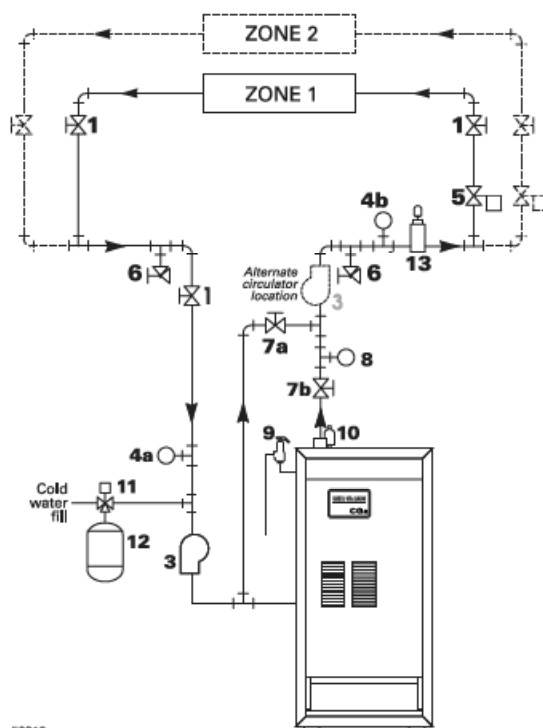 ZONE 2
ZONE 1
1
1
5
4b
6
13
6
Alternate
circulator
location
3
1
7a
8
7b
4a
9
10
11
Cold
water
fill
12
3
CGa